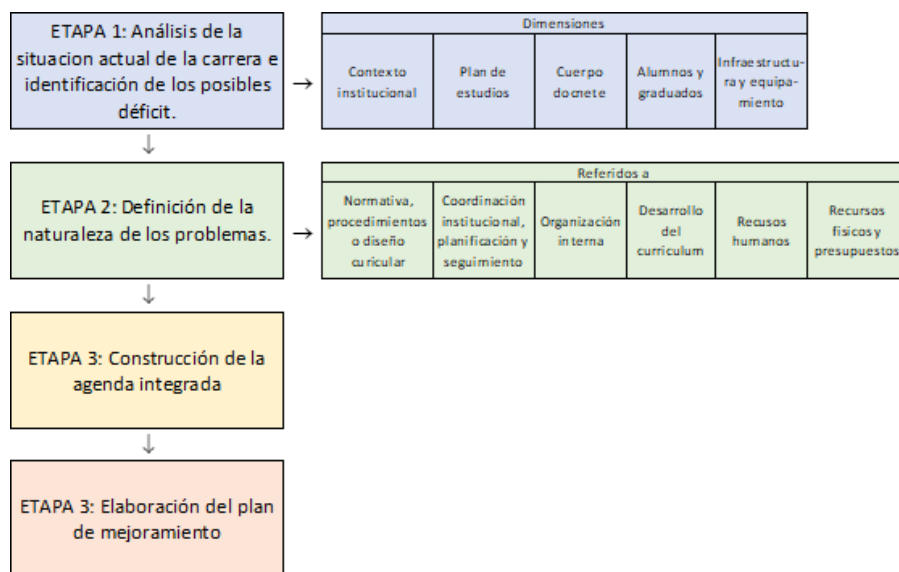 ETAPA 1: Análisis de la
situacion actual de la carrera e
identificación de los posibles
déficit.
→
Dimensiones
Contexto
institucional
Plan de
estudios
Cuerpo
docnete
Alumnos y
graduados
Infraestructu-
ra y equipa-
miento
↓
ETAPA 2: Definición de la
naturaleza de los problemas.
→
Referidos a
Normativa,
procedimientos
o diseño
curicular
Coordinación
institucional,
planificación y
seguimiento
Organización
interna
Desarrollo
del
curriculum
Recusos
humanos
Recursos
fisicos y
presupuestos
↓
ETAPA 3: Construcción de la
agenda integrada
↓
ETAPA 3: Elaboración del plan
de mejoramiento